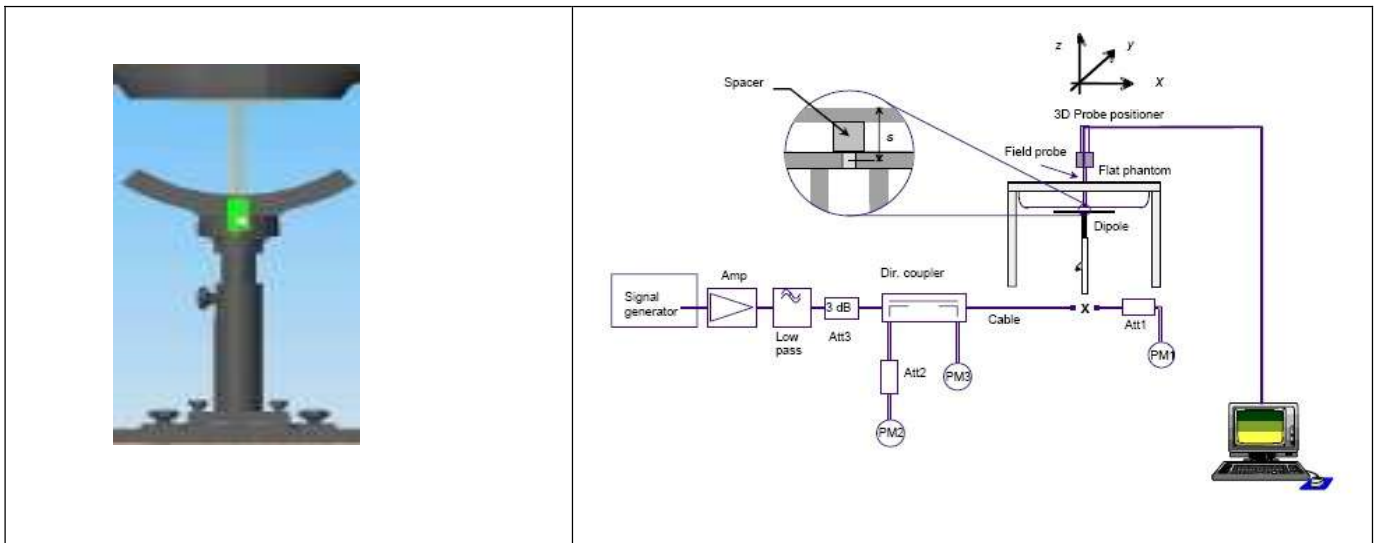 z
y
X
Spacer
s
3D Probe positioner
Field probe
Flat phantom
Dipole
Signal
generator
Amp
Low
pass
3 dB
Att3
Dir. coupler
Cable
x
Att1
PM1
Att2
PM3
PM2